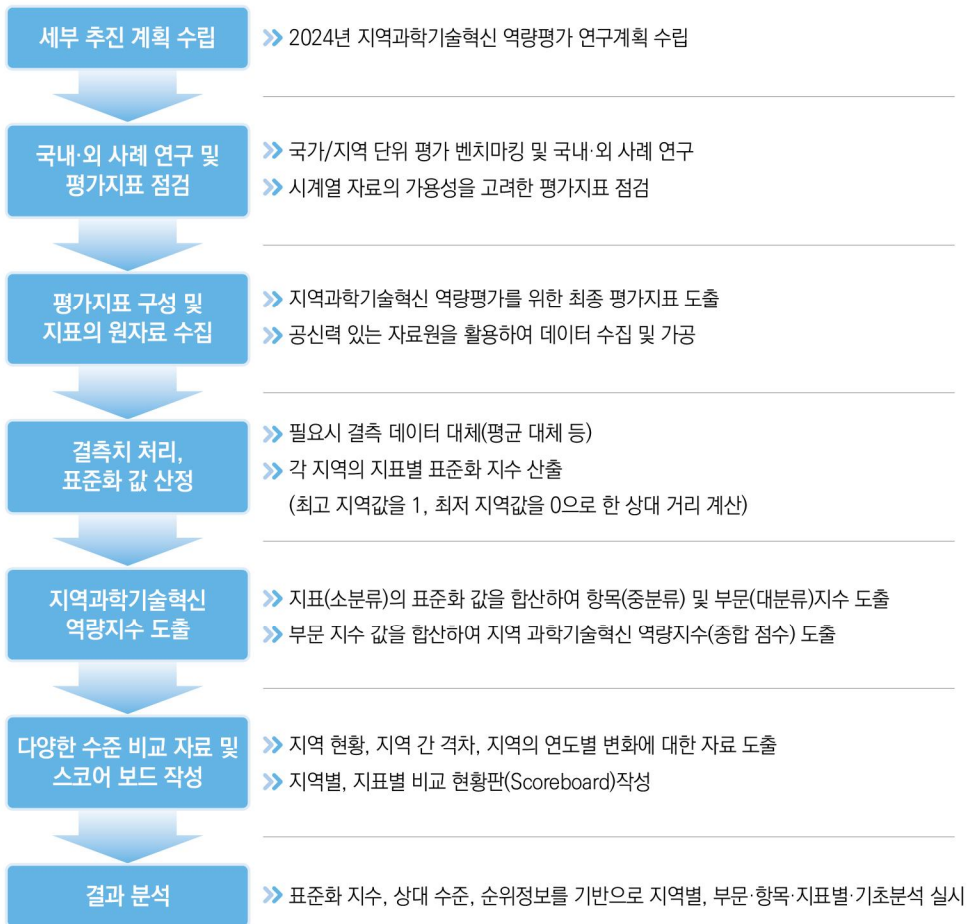 세부 추진 계획 수립
2024년 지역과학기술혁신 역량평가 연구계획 수립
국내·외 사례 연구 및
평가지표 점검
국가/지역 단위 평가 벤치마킹 및 국내·외 사례 연구
시계열 자료의 가용성을 고려한 평가지표 점검
평가지표 구성 및
지표의 원자료 수집
지역과학기술혁신 역량평가를 위한 최종 평가지표 도출
공신력 있는 자료원을 활용하여 데이터 수집 및 가공
결측치 처리,
표준화 값 산정
필요시 결측 데이터 대체(평균 대체 등)
각 지역의 지표별 표준화 지수 산출
(최고 지역값을 1, 최저 지역값을 0으로 한 상대 거리 계산)
지역과학기술혁신
역량지수 도출
지표(소분류)의 표준화 값을 합산하여 항목(중분류) 및 부문(대분류)지수 도출
부문 지수 값을 합산하여 지역 과학기술혁신 역량지수(종합 점수) 도출
다양한 수준 비교 자료 및
스코어 보드 작성
지역 현황, 지역 간 격차, 지역의 연도별 변화에 대한 자료 도출
지역별, 지표별 비교 현황판(Scoreboard)작성
결과 분석
표준화 지수, 상대 수준, 순위정보를 기반으로 지역별, 부문·항목·지표별·기초분석 실시